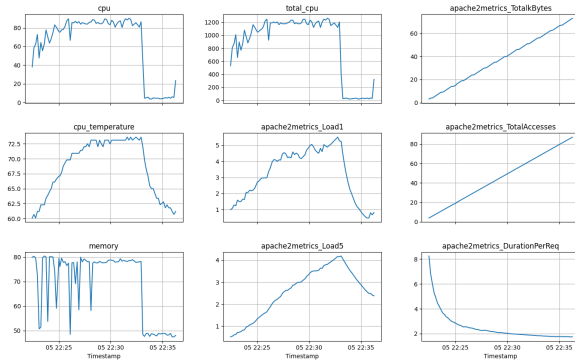 cpu
80
60
40
20
0
total_cpu
1200
1000
800
600
400
200
0
apache2metrics_TotalkBytes
60
40
20
0
cpu_temperature
72.5
70.0
67.5
65.0
62.5
60.0
apache2metrics_Load1
5
4
3
2
1
apache2metrics_TotalAccesses
80
60
40
20
0
memory
80
70
60
50
05 22:25 05 22:30 05 22:35
Timestamp
apache2metrics_Load5
4
3
2
1
05 22:25 05 22:30 05 22:35
Timestamp
apache2metrics_DurationPerReq
8
6
4
2
05 22:25 05 22:30 05 22:35
Timestamp